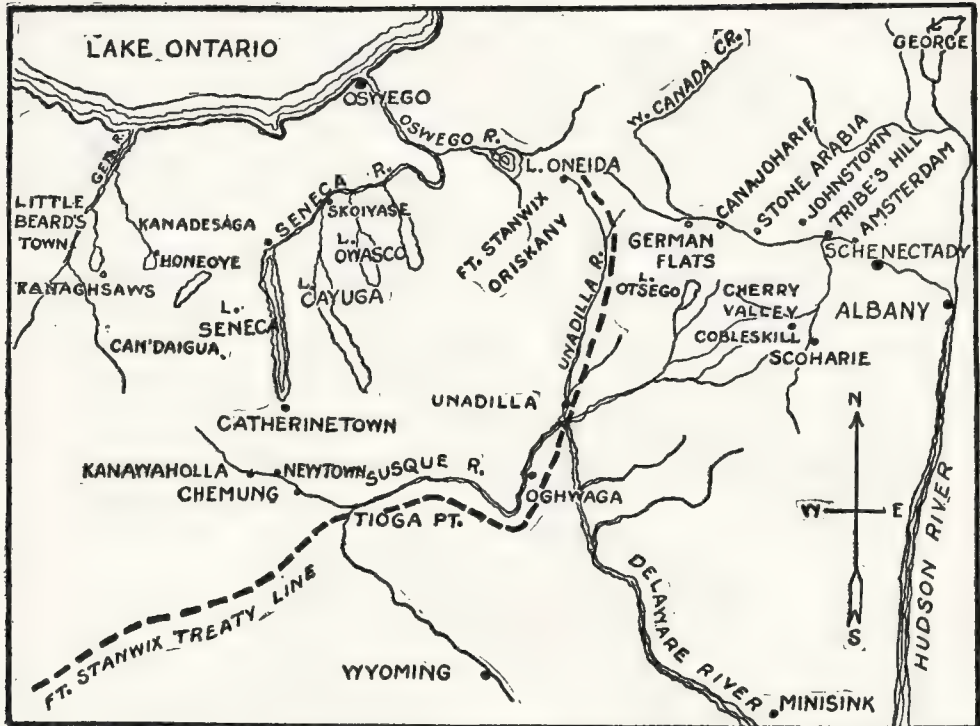 LAKE ONTARIO
L. GEORGE
OSWEGO
OSWEGO R.
W. CANADA CR.
GEN. R.
L. ONEIDA
CANAJOHARIE
STONE ARABIA
JOHNSTOWN
TRIBE'S HILL
AMSTERDAM
LITTLE
BEARD'S
TOWN
KANADESAGA
SENECA R.
SKOIYASE
L.
OWASCO
FT. STANWIX
ORISKANY
GERMAN
FLATS
SCHENECTADY
HONEOYE
KANAGHSAWS
L.
CAYUGA
L.
SENECA
UNADILLA R.
L.
OTSEGO
CHERRY
VALLEY
ALBANY
COBLESKILL
SCOHARIE
CAN'DAIGUA.
UNADILLA
CATHERINETOWN
N
KANAWAHOLLA
NEWTOWN
SUSQUE R.
CHEMUNG
OGHWAGA
W
E
TIOGA PT.
HUDSON RIVER
FT. STANWIX TREATY LINE
DELAWARE RIVER
S
WYOMING
MINISINK